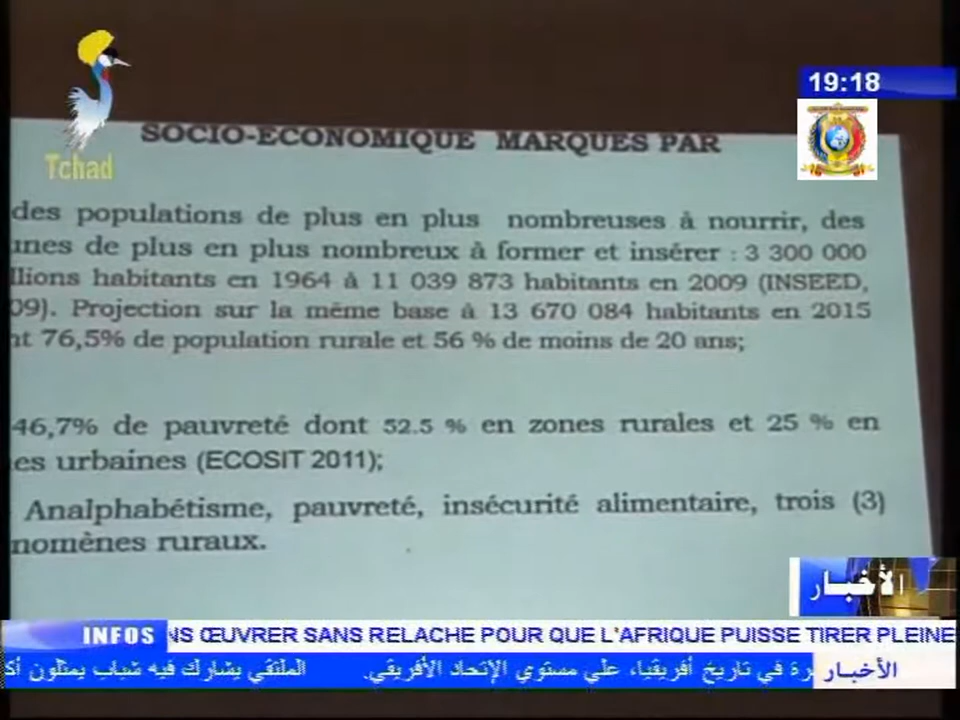 Tchad
19:18
SOCIO-ECONOMIQUE MARQUES PAR
des populations de plus en plus nombreuses à nourrir, des
unes de plus en plus nombreux à former et insérer : 3 300 000
llions habitants en 1964 à 11 039 873 habitants en 2009 (INSEED,
09). Projection sur la même base à 13 670 084 habitants en 2015
nt 76,5% de population rurale et 56 % de moins de 20 ans;
46,7% de pauvreté dont 52.5 % en zones rurales et 25 % en
es urbaines (ECOSIT 2011);
Analphabétisme, pauvreté, insécurité alimentaire, trois (3)
nomènes ruraux.
الأخبار
INFOS NS ŒUVRER SANS RELACHE POUR QUE L'AFRIQUE PUISSE TIRER PLEINE
الأخبار رة في تاريخ أفريقياء علي مستوي الإتحاد الأفريقي. الملتقي يشارك فيه شباب يمثلون أك